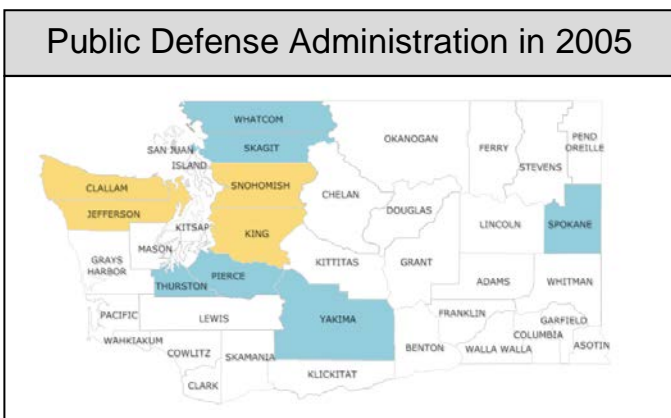 Public Defense Administration in 2005
WHATCOM
OKANOGAN
FERRY
PEND
OREILLE
STEVENS
SAN JUAN
SKAGIT
ISLAND
CLALLAM
SNOHOMISH
CHELAN
JEFFERSON
KITSAP
KING
DOUGLAS
LINCOLN
SPOKANE
MASON
GRAYS
HARBOR
KITTITAS
GRANT
PIERCE
THURSTON
ADAMS
WHITMAN
PACIFIC
LEWIS
YAKIMA
FRANKLIN
GARFIELD
COLUMBIA
WAHKIAKUM
COWLITZ
SKAMANIA
BENTON
WALLA WALLA
ASOTIN
CLARK
KLICKITAT